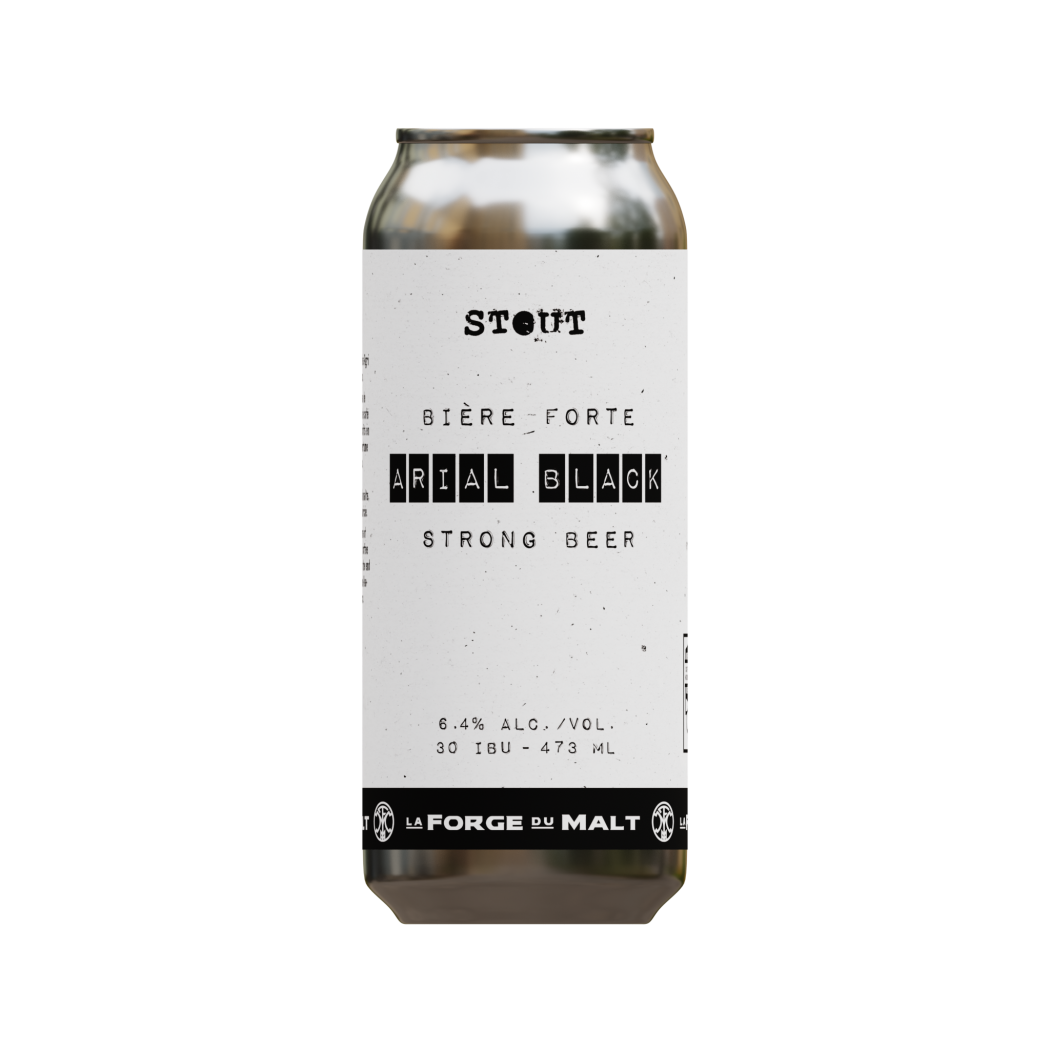 STOUT
BIÈRE FORTE
ARIAL BLACK
STRONG BEER
6.4% ALC./VOL.
30 IBU - 473 ML
LA FORGE DU MALT